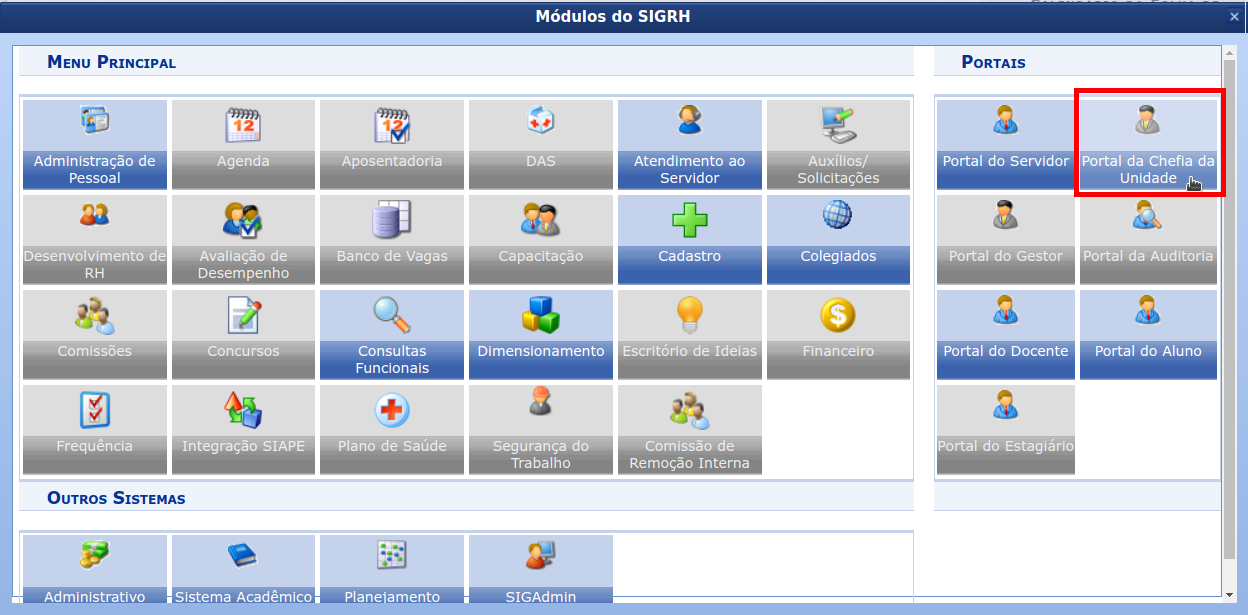 Módulos do SIGRH
MENU PRINCIPAL
PORTAIS
12
12
Administração de
Pessoal
Agenda
Aposentadoria
DAS
Atendimento ao
Servidor
Auxílios/
Solicitações
Portal do Servidor
Portal da Chefia da
Unidade
Desenvolvimento de
RH
Avaliação de
Desempenho
Banco de Vagas
Capacitação
Cadastro
Colegiados
Portal do Gestor
Portal da Auditoria
Comissões
Concursos
Consultas
Funcionais
Dimensionamento
Escritório de Ideias
Financeiro
Portal do Docente
Portal do Aluno
Frequência
Integração SIAPE
Plano de Saúde
Segurança do
Trabalho
Comissão de
Remoção Interna
Portal do Estagiário
OUTROS SISTEMAS
Administrativo
Sistema Acadêmico
Planejamento
SIGAdmin